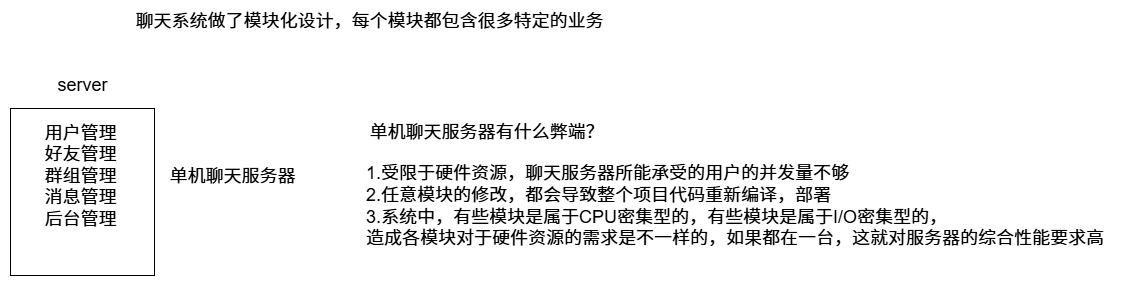 聊天系统做了模块化设计，每个模块都包含很多特定的业务
server
用户管理
好友管理
群组管理
消息管理
后台管理
单机聊天服务器
单机聊天服务器有什么弊端？
1.受限于硬件资源，聊天服务器所能承受的用户的并发量不够
2.任意模块的修改，都会导致整个项目代码重新编译，部署
3.系统中，有些模块是属于CPU密集型的，有些模块是属于I/O密集型的，
造成各模块对于硬件资源的需求是不一样的，如果都在一台，这就对服务器的综合性能要求高